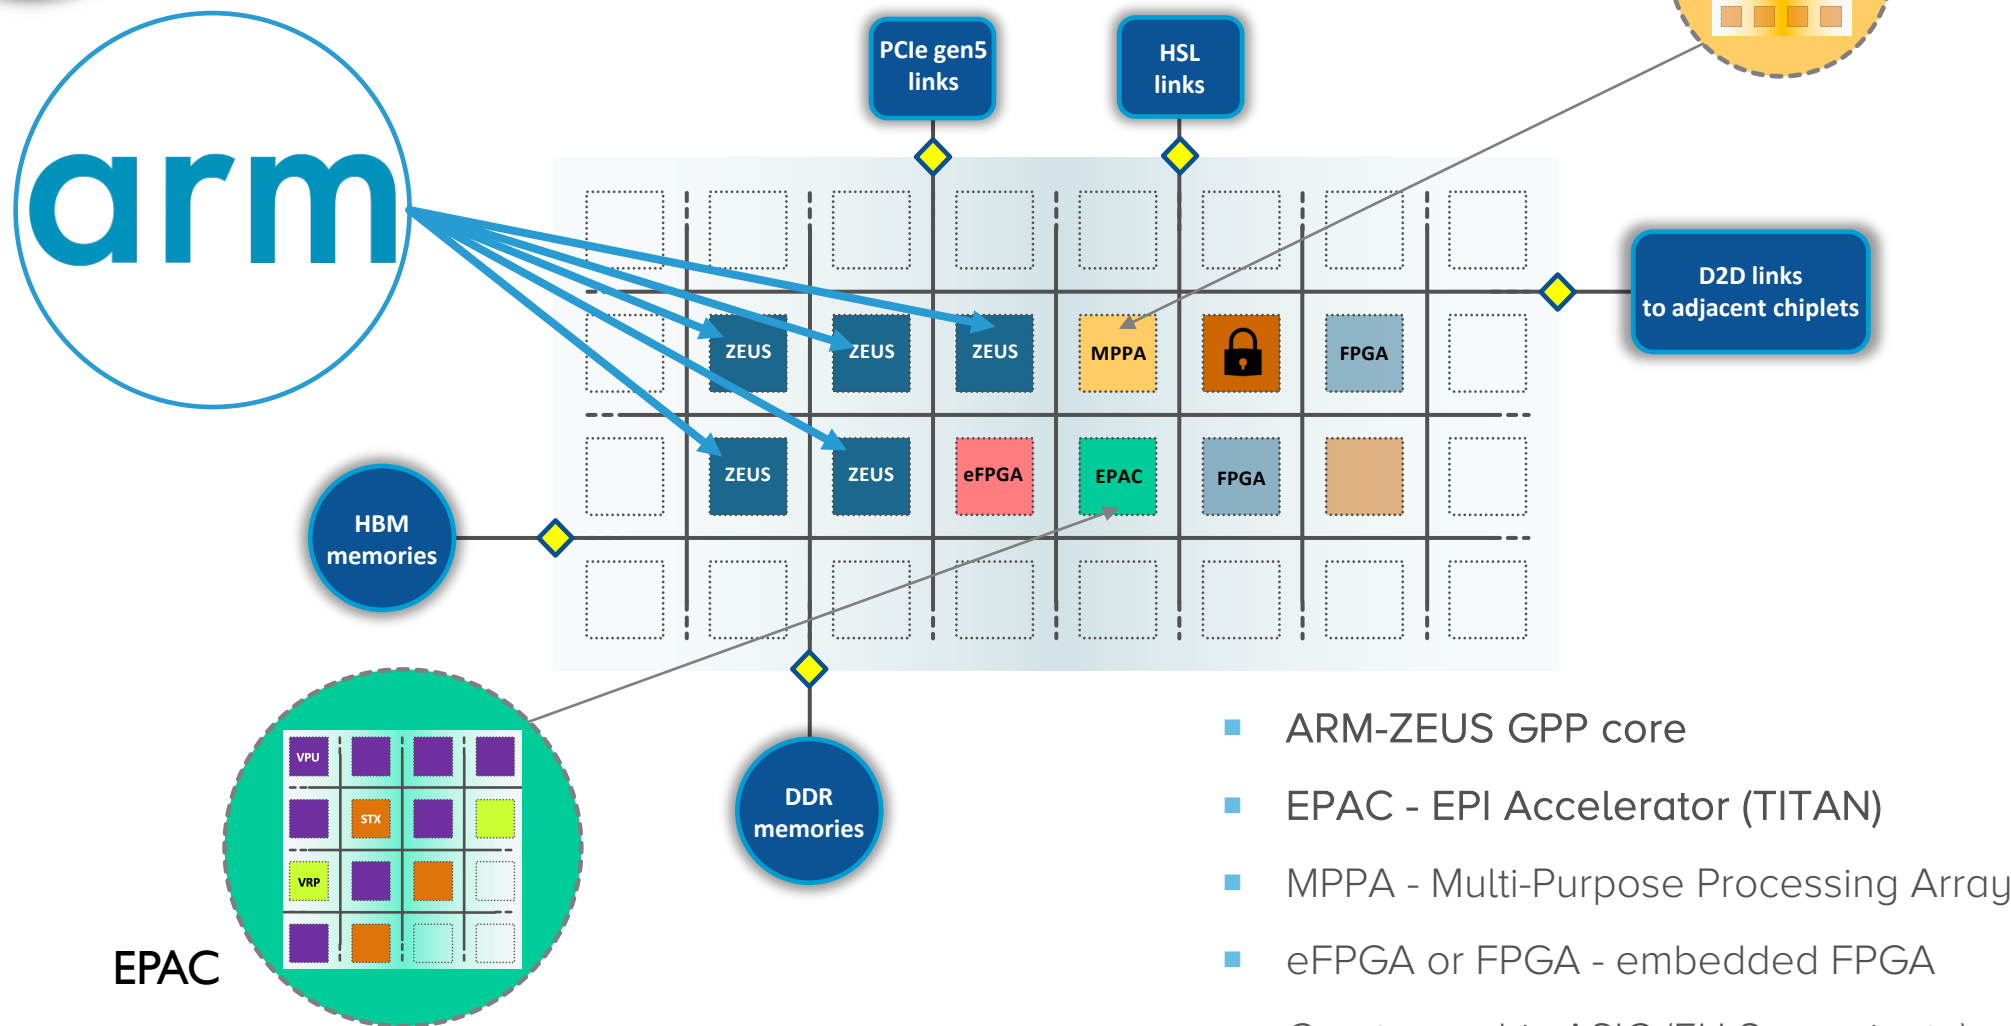 PCIe gen5
links
HSL
links
arm
D2D links
to adjacent chiplets
ZEUS
ZEUS
ZEUS
MPPA
FPGA
ZEUS
ZEUS
eFPGA
EPAC
FPGA
HBM
memories
DDR
memories
VPU
STX
VRP
EPAC
▪ ARM-ZEUS GPP core
▪ EPAC - EPI Accelerator (TITAN)
▪ MPPA - Multi-Purpose Processing Array
▪ eFPGA or FPGA - embedded FPGA